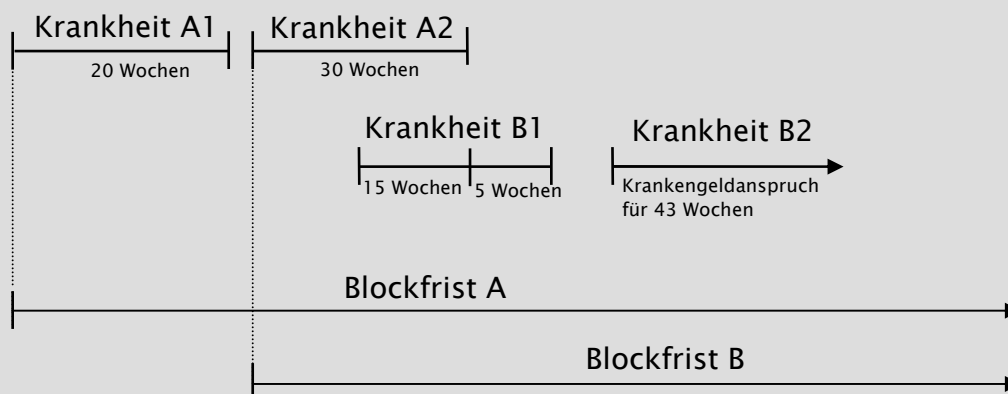 Krankheit A1
Krankheit A2
20 Wochen
30 Wochen
Krankheit B1
Krankheit B2
15 Wochen
5 Wochen
Krankengeldanspruch
für 43 Wochen
Blockfrist A
Blockfrist B